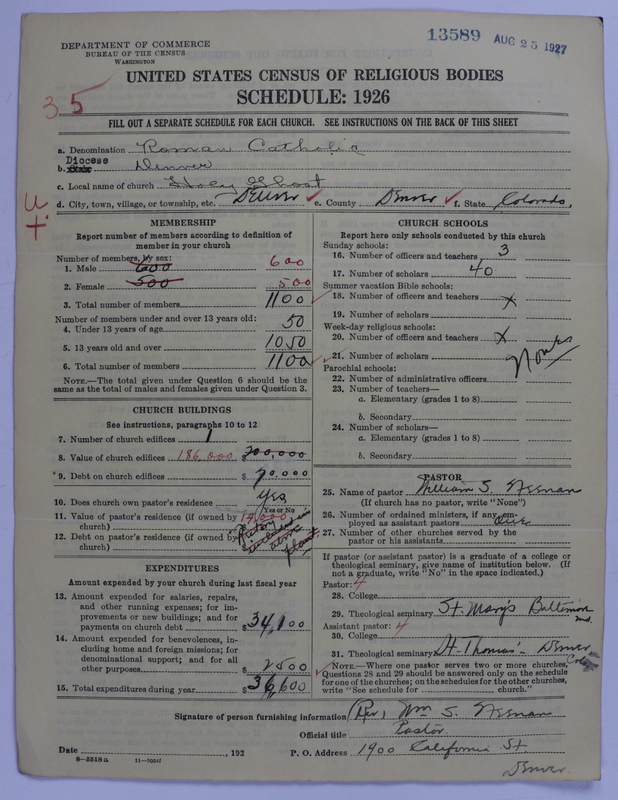 13589 AUG 25 1927
DEPARTMENT OF COMMERCE
BUREAU OF THE CENSUS
WASHINGTON
UNITED STATES CENSUS OF RELIGIOUS BODIES
SCHEDULE: 1926
35
FILL OUT A SEPARATE SCHEDULE FOR EACH CHURCH. SEE INSTRUCTIONS ON THE BACK OF THIS SHEET
a. Denomination Roman Catholic
Diocese
b. Denver
c. Local name of church Holy Ghost
d. City, town, village, or township, etc. Denver e. County Denver f. State Colorado,
MEMBERSHIP
Report number of members according to definition of
member in your church
Number of members, by sex:
1. Male 600 600
2. Female 500 500
3. Total number of members 1100
Number of members under and over 13 years old:
4. Under 13 years of age 50
5. 13 years old and over 1050
6. Total number of members 1100
NOTE.—The total given under Question 6 should be the
same as the total of males and females given under Question 3.
CHURCH BUILDINGS
See instructions, paragraphs 10 to 12
7. Number of church edifices 1
8. Value of church edifices 186,000 $ 200,000
9. Debt on church edifices $ 70,000
10. Does church own pastor's residence Yes
Yes or No
11. Value of pastor's residence (if owned by 14,000
church)
12. Debt on pastor's residence (if owned by
church)
Rectory
included in
above
plant
EXPENDITURES
Amount expended by your church during last fiscal year
13. Amount expended for salaries, repairs,
and other running expenses; for im-
provements or new buildings; and for
payments on church debt $ 34,100
14. Amount expended for benevolences, in-
cluding home and foreign missions; for
denominational support; and for all
other purposes $ 2500
15. Total expenditures during year $ 36,600
CHURCH SCHOOLS
Report here only schools conducted by this church
Sunday schools:
16. Number of officers and teachers 3
17. Number of scholars 40
Summer vacation Bible schools:
18. Number of officers and teachers x
19. Number of scholars
Week-day religious schools:
20. Number of officers and teachers x
21. Number of scholars
None
Parochial schools:
22. Number of administrative officers
23. Number of teachers—
a. Elementary (grades 1 to 8)
b. Secondary
24. Number of scholars—
a. Elementary (grades 1 to 8)
b. Secondary
PASTOR
25. Name of pastor William S. Neenan
(If church has no pastor, write "None")
26. Number of ordained ministers, if any, em-
ployed as assistant pastors one
27. Number of other churches served by the
pastor or his assistants
If pastor (or assistant pastor) is a graduate of a college or
theological seminary, give name of institution below. (If
not a graduate, write "No" in the space indicated.)
Pastor: 4
28. College
29. Theological seminary St. Mary's Baltimore Md.
Assistant pastor: 4
30. College
31. Theological seminary St. Thomas' Denver Colo
NOTE.—Where one pastor serves two or more churches,
Questions 28 and 29 should be answered only on the schedule
for one of the churches; on the schedules for the other churches,
write "See schedule for church."
Signature of person furnishing information Rev. Wm S. Neenan
Official title Pastor
Date , 192 P. O. Address 1900 California St
8-5518a 11-
Denver